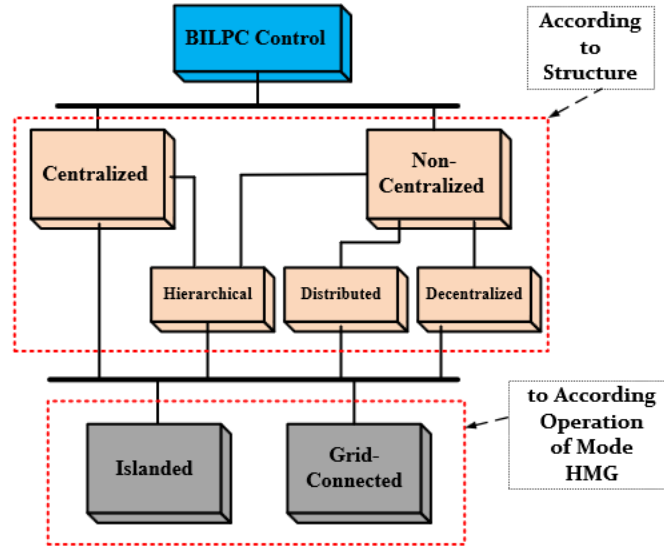 BILPC Control
According
to
Structure
Centralized
Non-
Centralized
Hierarchical
Distributed
Decentralized
to According
Operation
of Mode
HMG
Islanded
Grid-
Connected